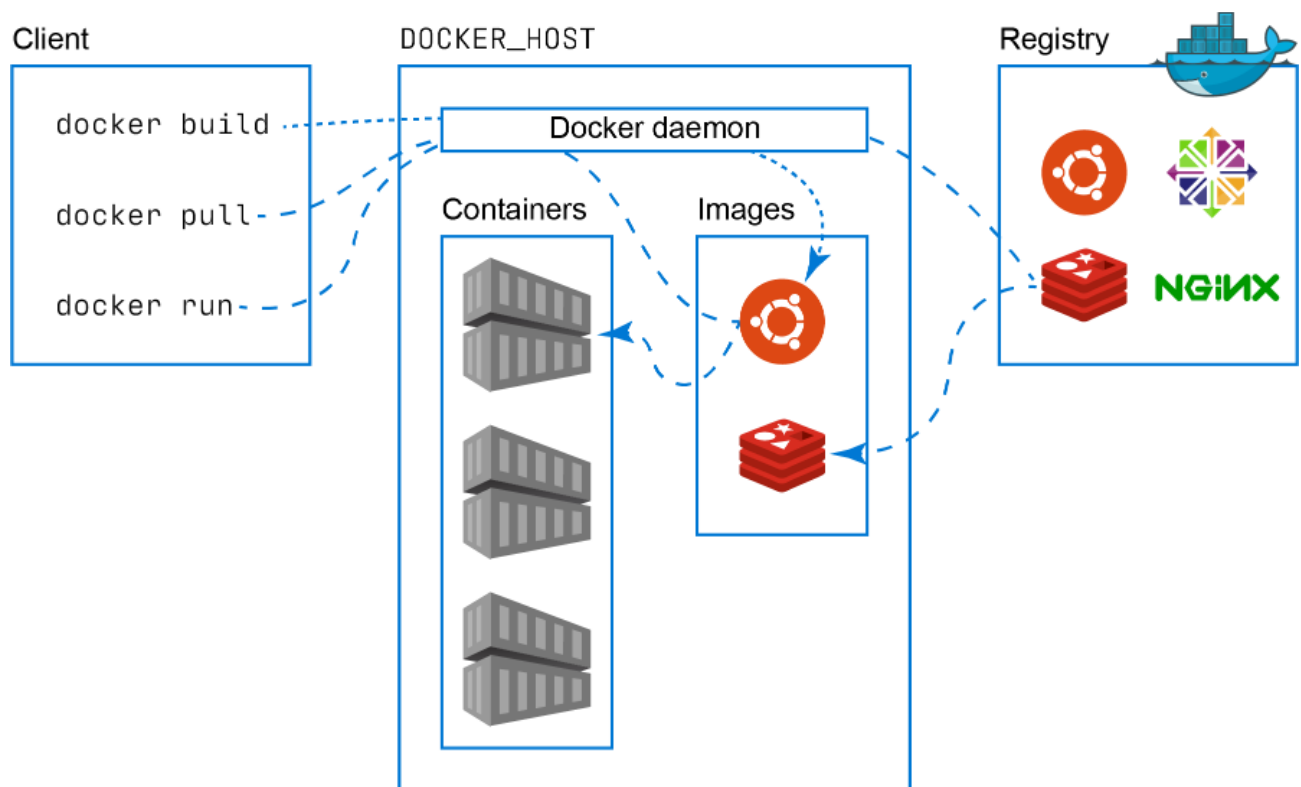 Client
docker build
docker pull
docker run
DOCKER_HOST
Docker daemon
Containers
Images
Registry
NGiNX